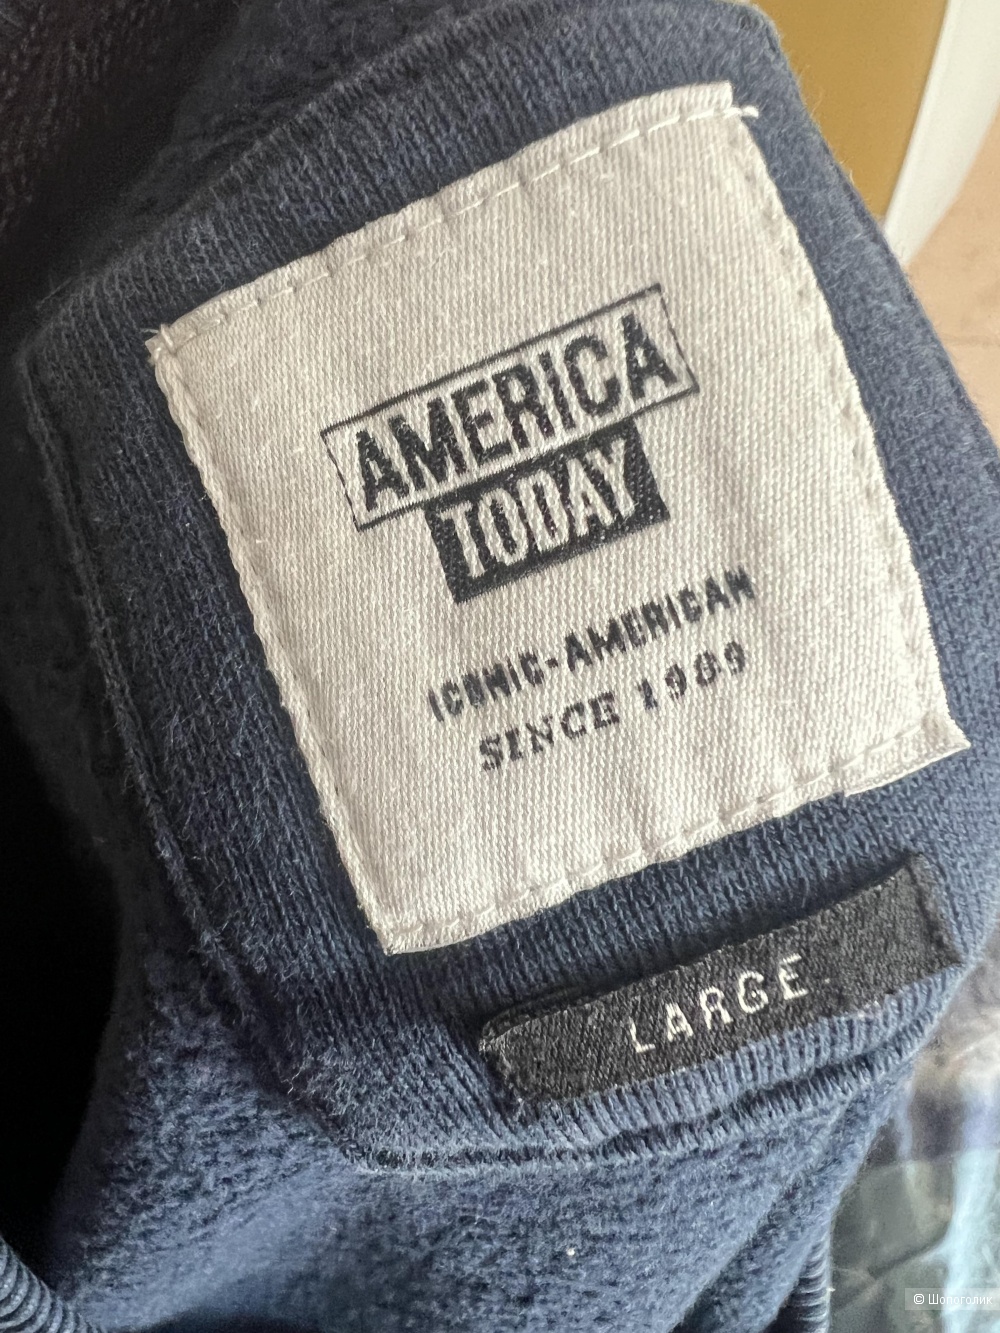 AMERICA
TODAY
ICONIC-AMERICAN
SINCE 1989
LARGE
© Шопоголик